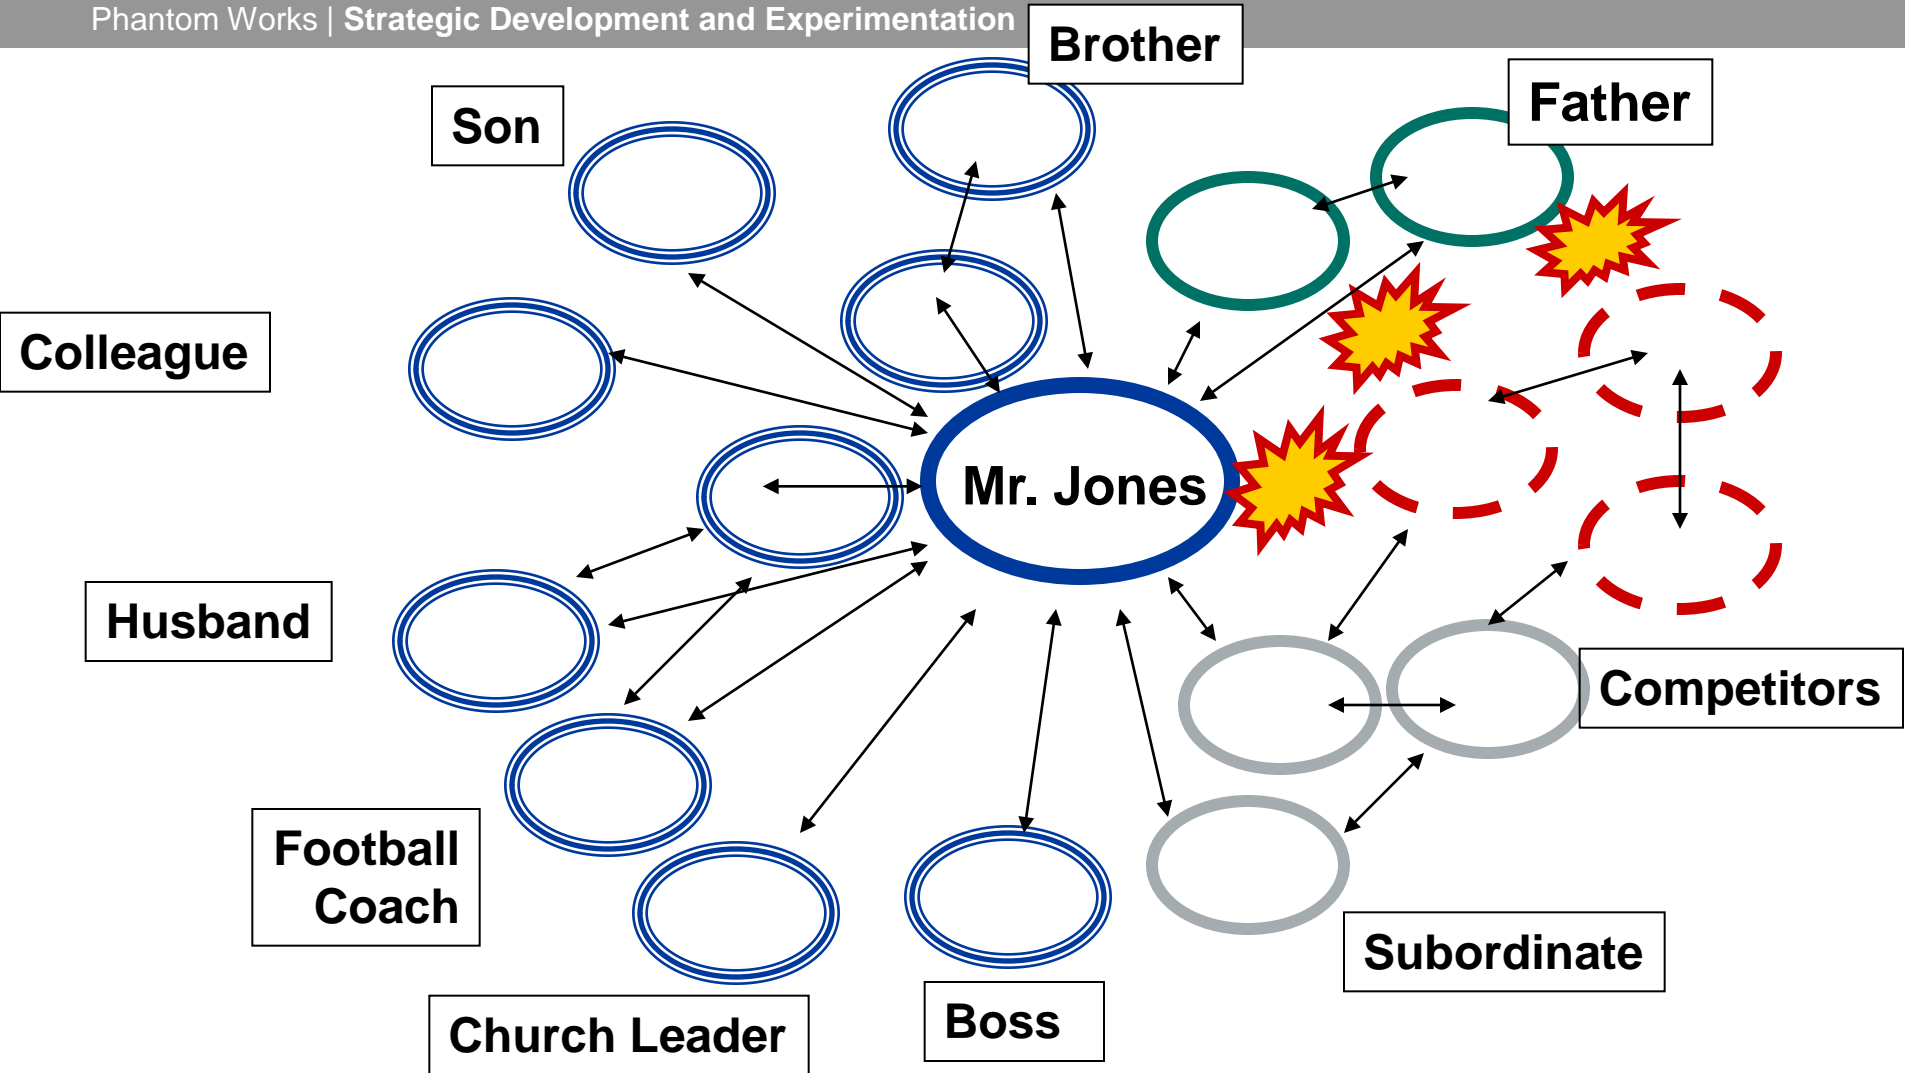 Phantom Works | Strategic Development and Experimentation
Brother
Father
Son
Colleague
Mr. Jones
Husband
Competitors
Football
Coach
Subordinate
Boss
Church Leader